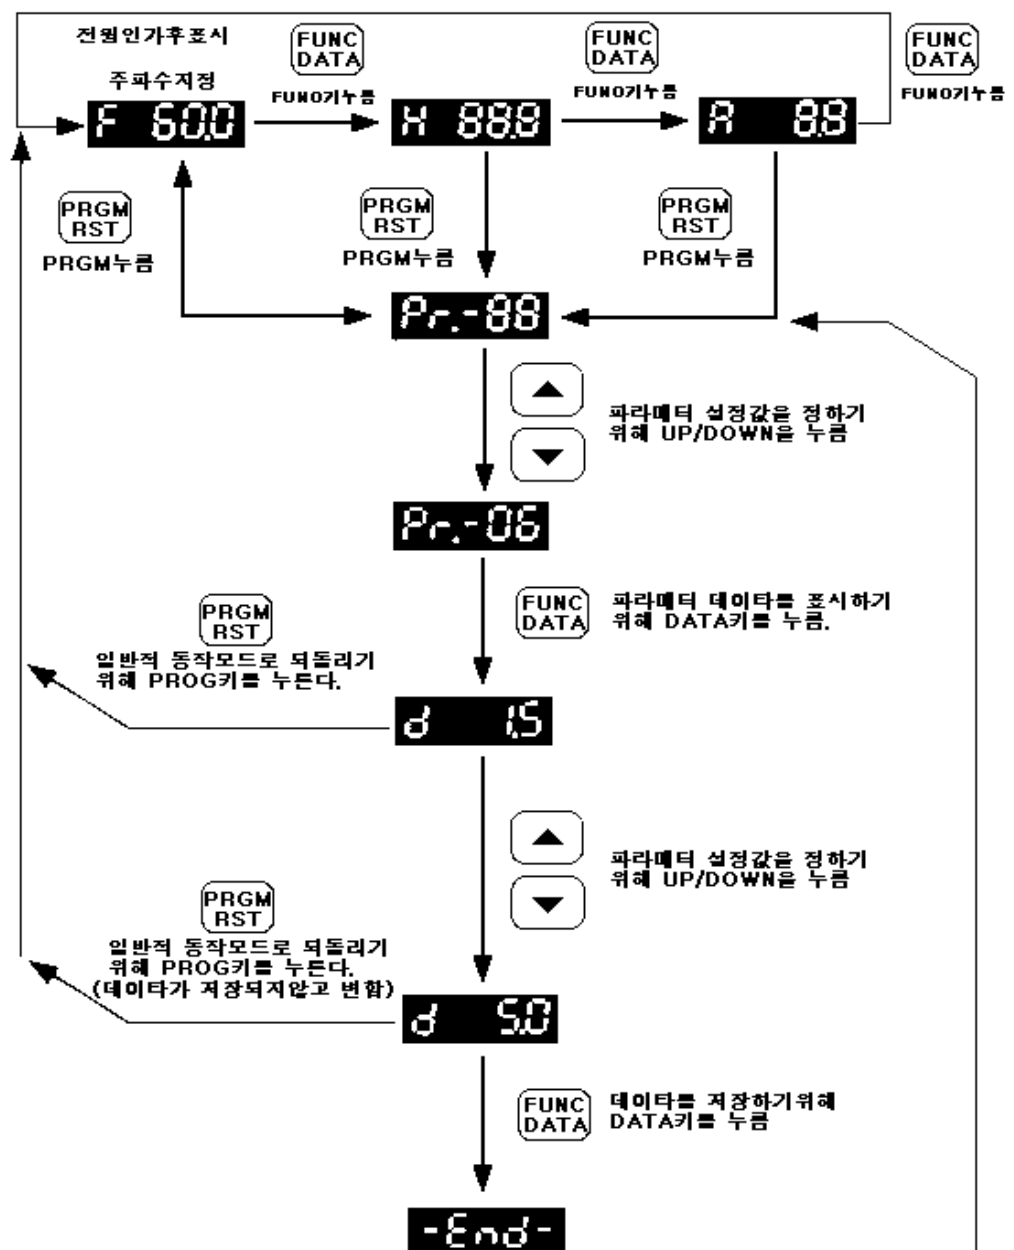 전원인가후표시
FUNC
DATA
FUNC
DATA
FUNC
DATA
주파수지정
FUNO키누름
FUNO키누름
FUNO키누름
F 60.0
H 88.8
A 8.8
PRGM
RST
PRGM누름
PRGM
RST
PRGM누름
PRGM
RST
PRGM누름
Pr.-88
파라메터 설정값을 정하기
위해 UP/DOWN을 누름
Pr.-06
FUNC
DATA
파라메터 데이타를 표시하기
위해 DATA키를 누름.
PRGM
RST
일반적 동작모드로 되돌리기
위해 PROG키를 누른다.
d 1.5
파라메터 설정값을 정하기
위해 UP/DOWN을 누름
PRGM
RST
일반적 동작모드로 되돌리기
위해 PROG키를 누른다.
(데이타가 저장되지않고 변함)
d 5.0
FUNC
DATA
데이타를 저장하기위해
DATA키를 누름
-End-